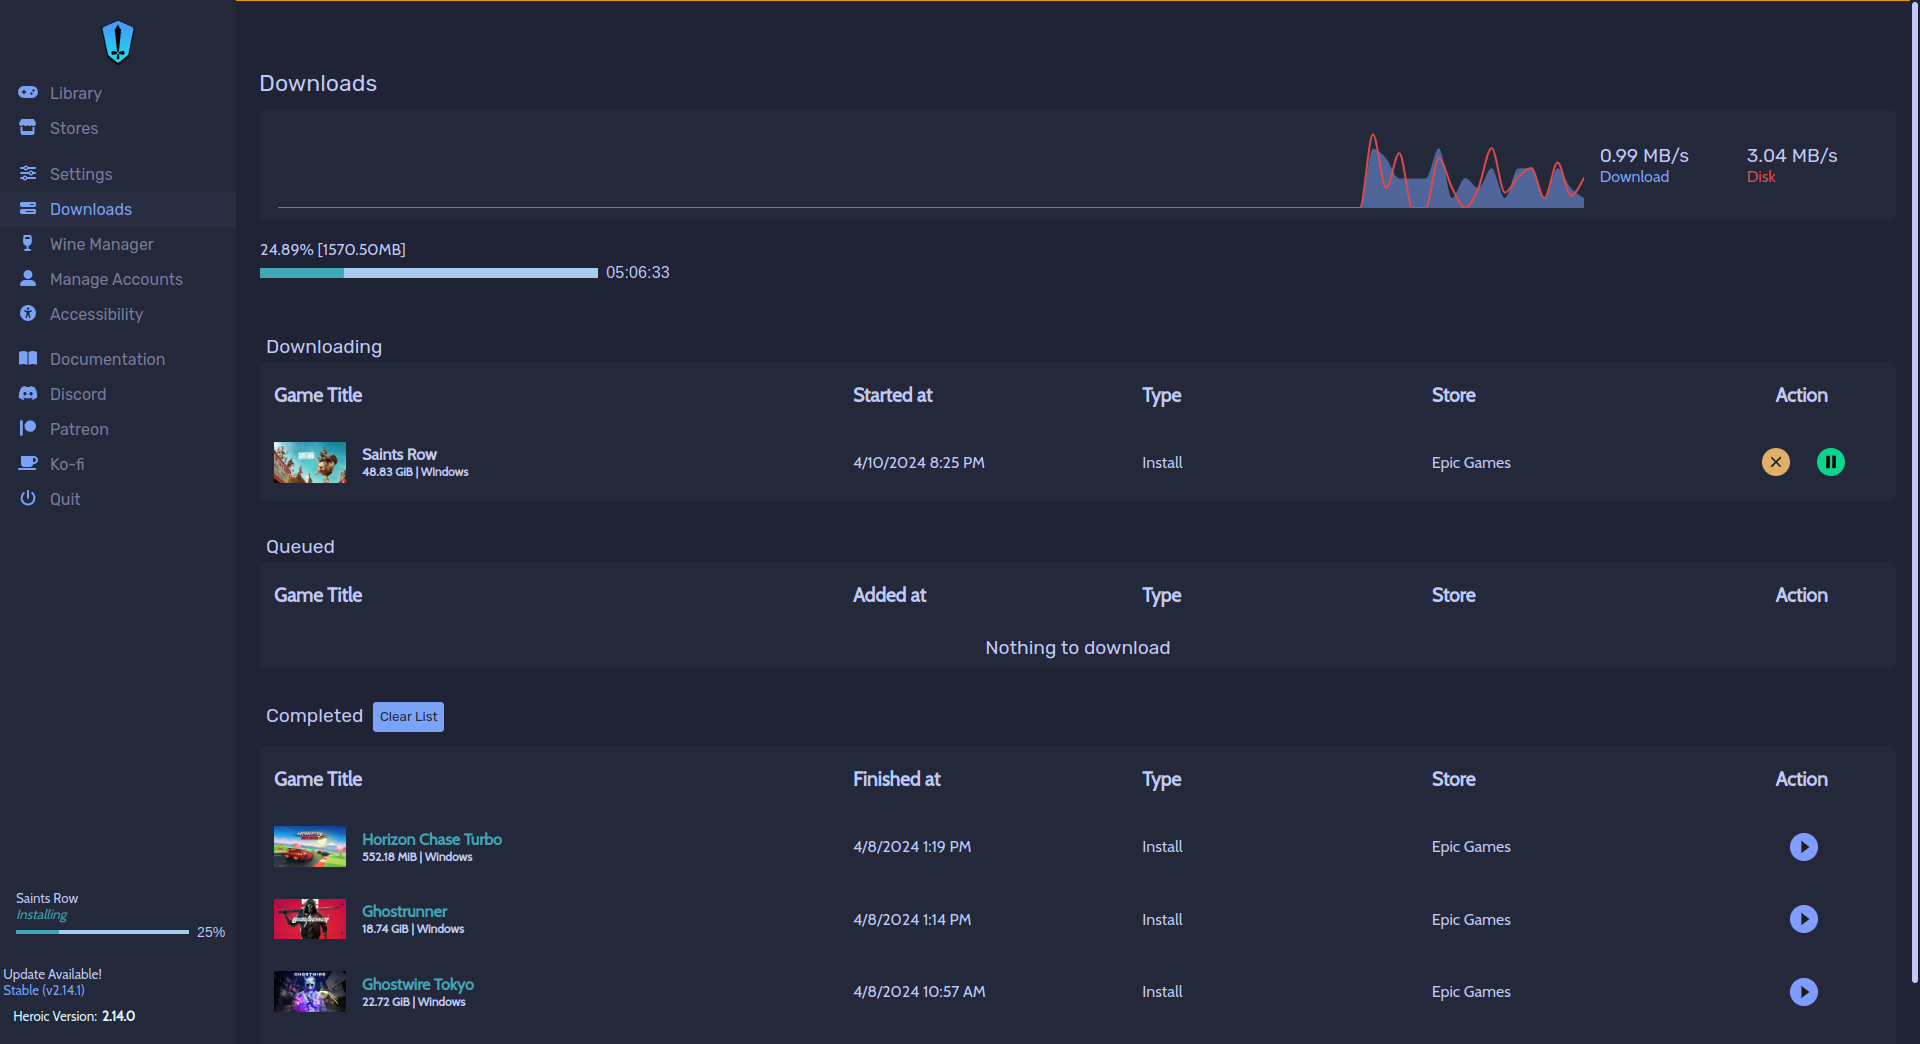 Library
Stores
Settings
Downloads
Wine Manager
Manage Accounts
Accessibility
Documentation
Discord
Patreon
Ko-fi
Quit
Saints Row
Installing
25%
Update Available!
Stable (v2.14.1)
Heroic Version: 2.14.0
Downloads
0.99 MB/s 3.04 MB/s
Download Disk
24.89% [1570.50MB]
05:06:33
Downloading
Game Title Started at Type Store Action
Saints Row
48.83 GiB | Windows
4/10/2024 8:25 PM Install Epic Games
Queued
Game Title Added at Type Store Action
Nothing to download
Completed Clear List
Game Title Finished at Type Store Action
Horizon Chase Turbo
552.18 MiB | Windows
4/8/2024 1:19 PM Install Epic Games
Ghostrunner
18.74 GiB | Windows
4/8/2024 1:14 PM Install Epic Games
GHOSTWIRE
Ghostwire Tokyo
22.72 GiB | Windows
4/8/2024 10:57 AM Install Epic Games